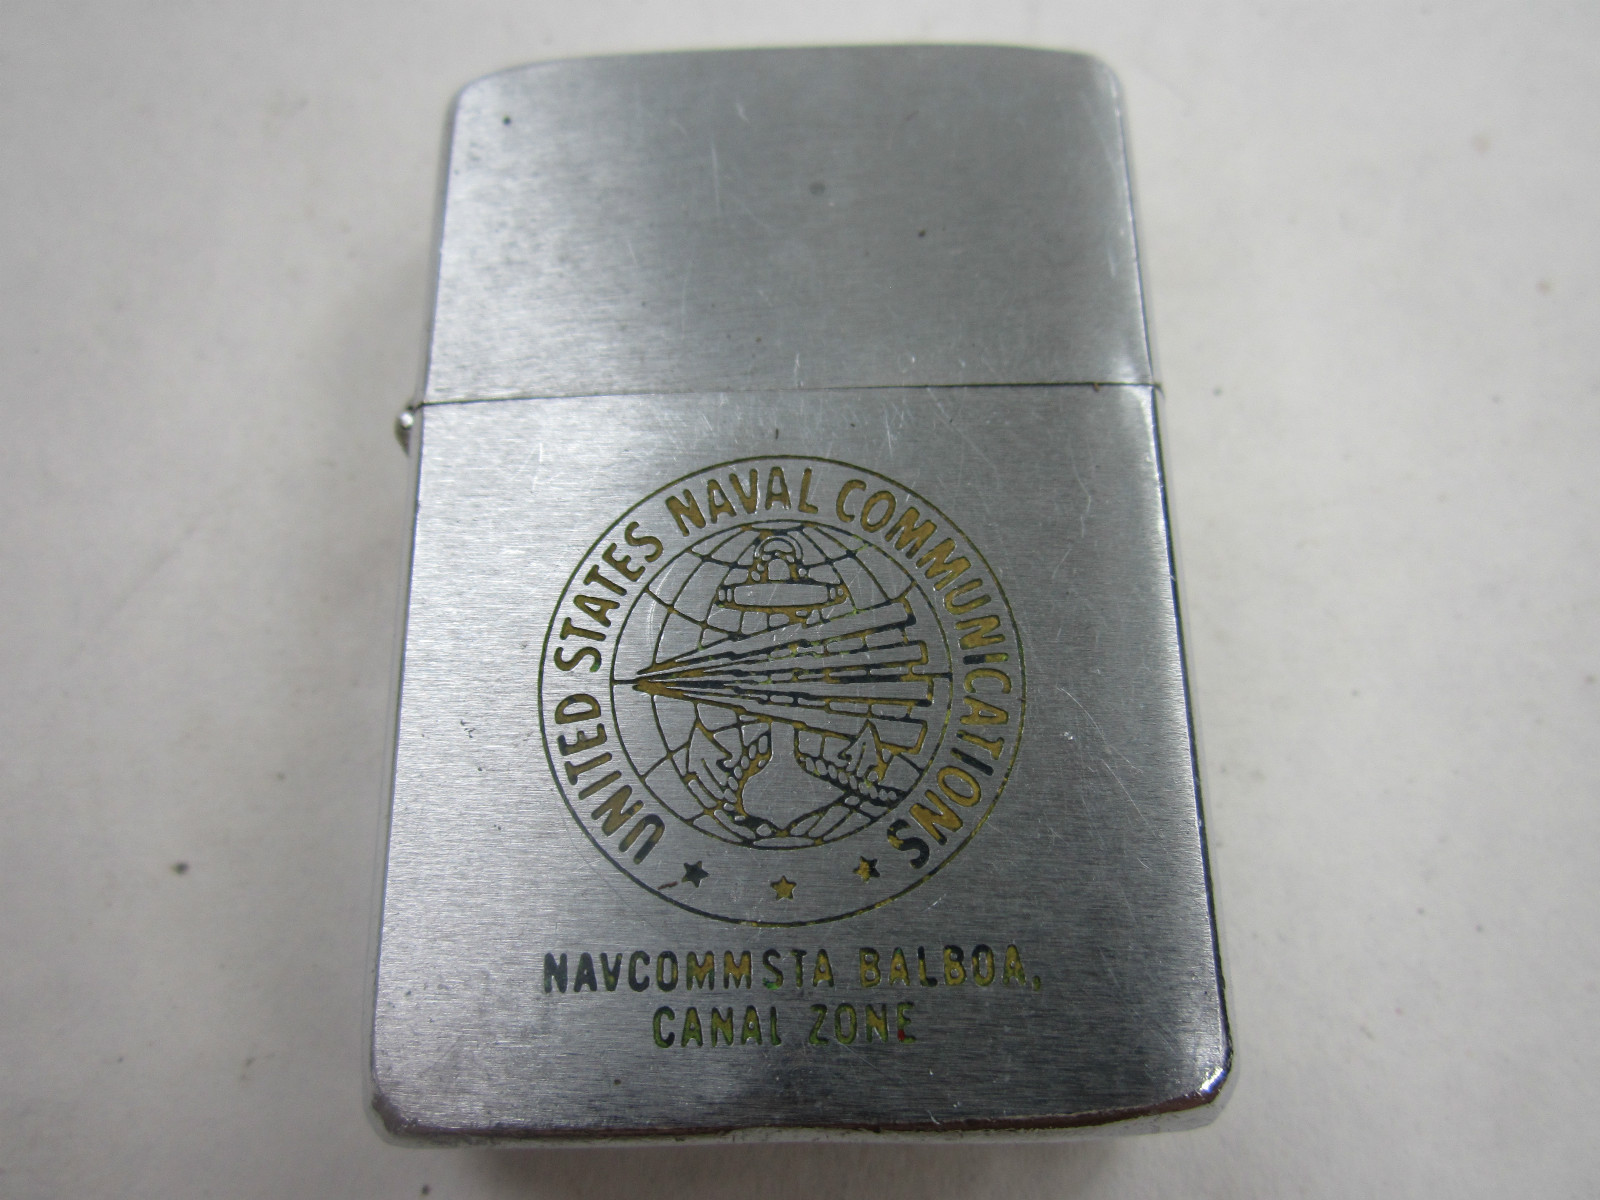 UNITED STATES NAVAL COMMUNICATIONS
NAVCOMMSTA BALBOA,
CANAL ZONE